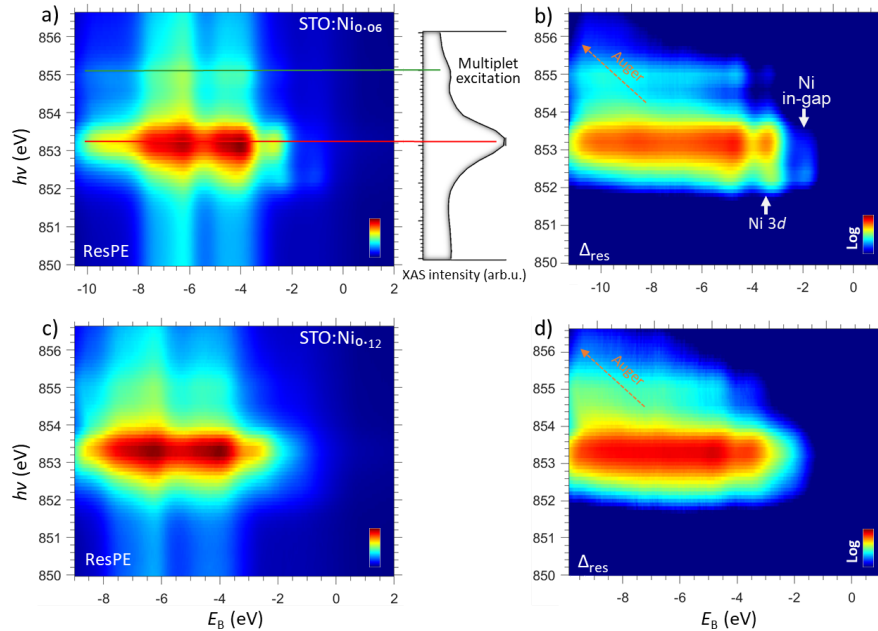 a)
STO:Ni0.06
856
855
854
853
852
851
850
hν (eV)
ResPE
-10
-8
-6
-4
-2
0
2
Multiplet
excitation
XAS intensity (arb.u.)
b)
856
855
854
853
852
851
850
Auger
Ni
in-gap
Ni 3d
Log
Δres
-10
-8
-6
-4
-2
0
c)
STO:Ni0.12
856
855
854
853
852
851
850
hν (eV)
ResPE
-8
-6
-4
-2
0
2
EB (eV)
d)
856
855
854
853
852
851
850
Auger
Log
Δres
-8
-6
-4
-2
0
EB (eV)